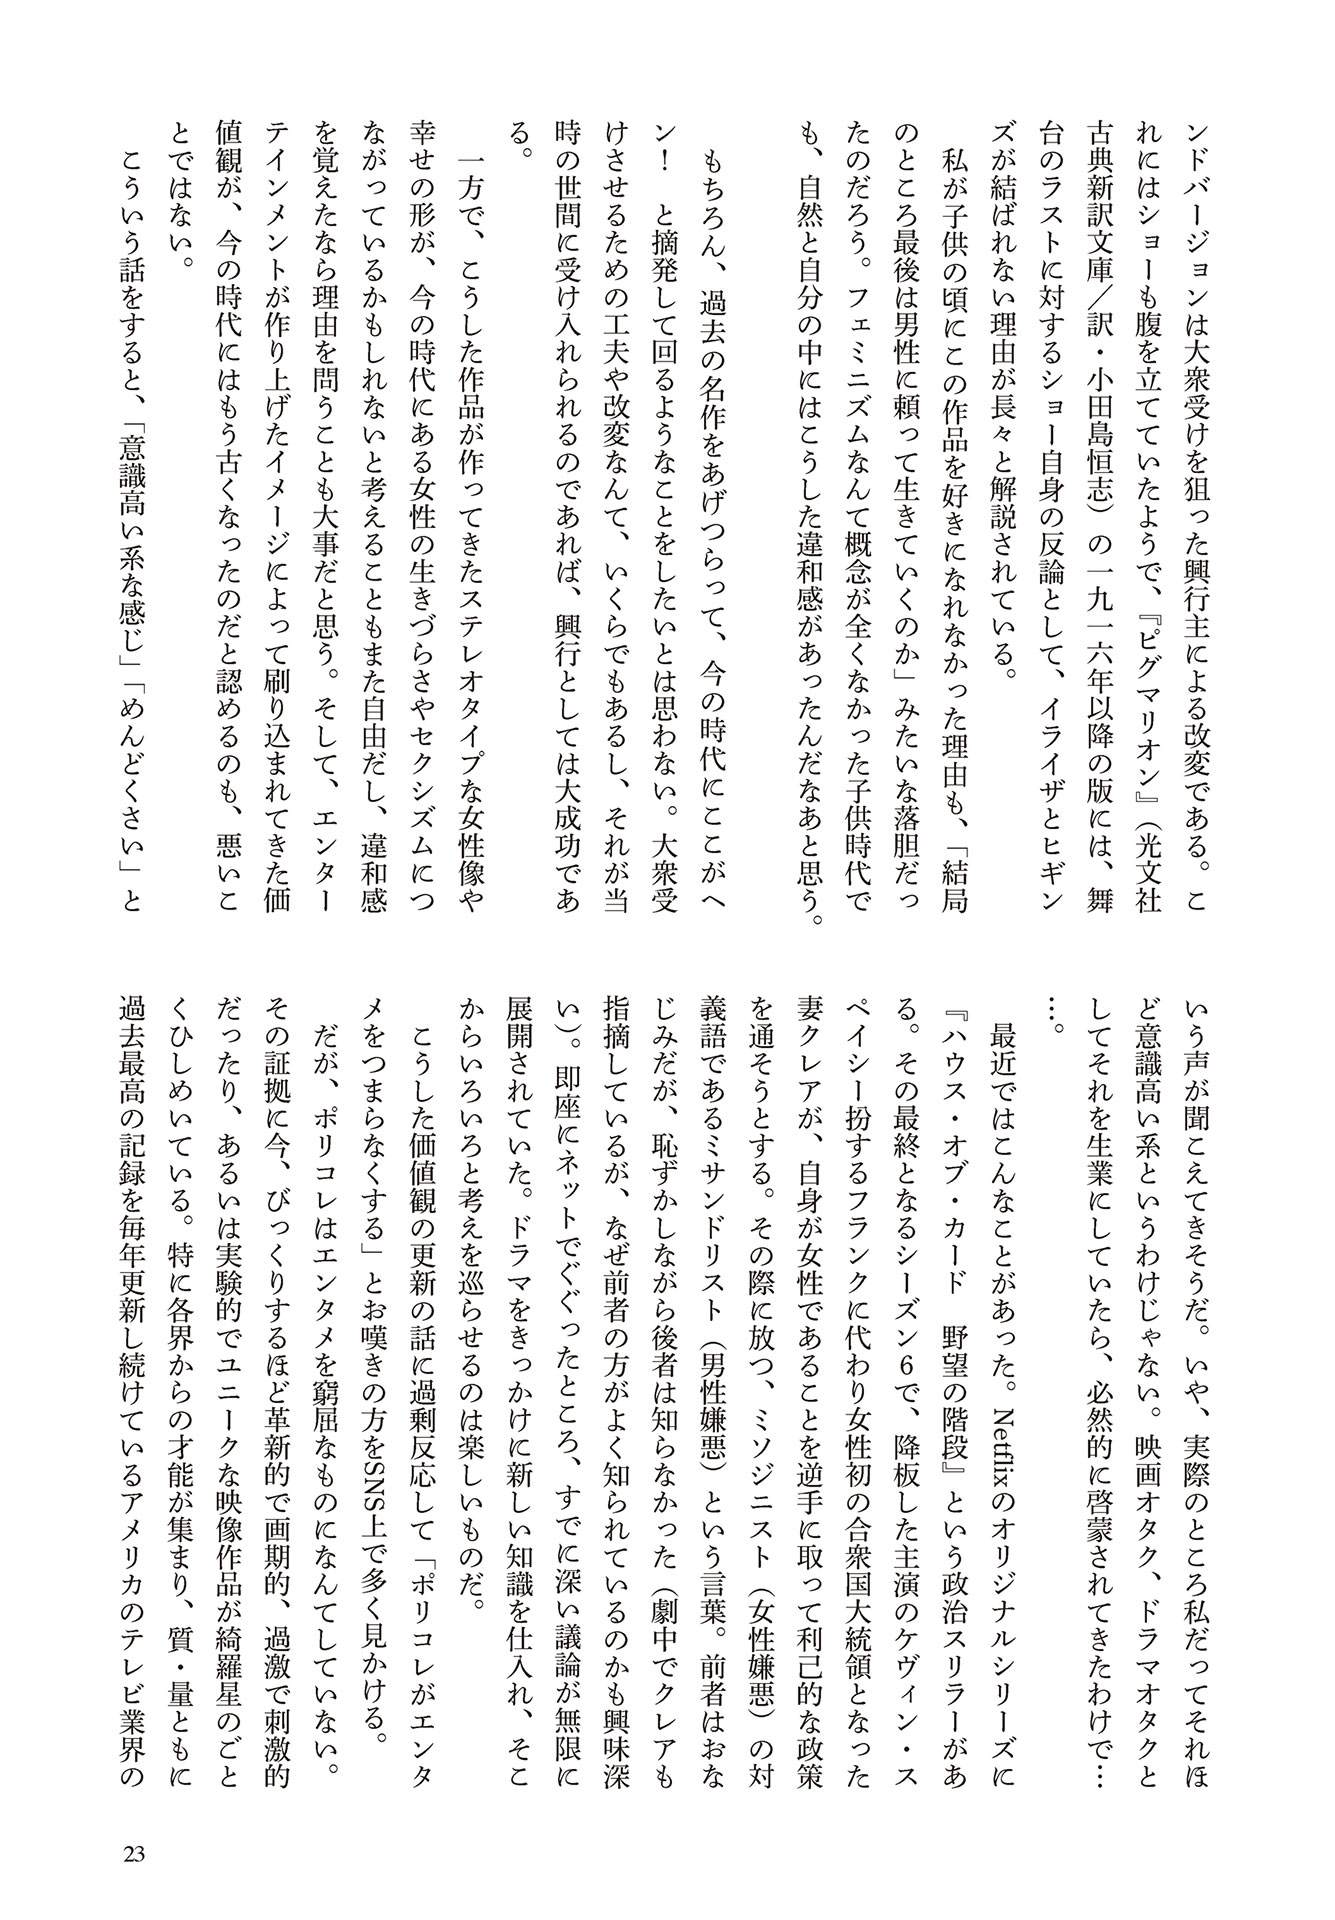 ンドバージョンは大衆受けを狙った興行主による改変である。こ
れにはショーも腹を立てていたようで、『ピグマリオン』（光文社
古典新訳文庫／訳・小田島恒志）の一九一六年以降の版には、舞
台のラストに対するショー自身の反論として、イライザとヒギン
ズが結ばれない理由が長々と解説されている。
　私が子供の頃にこの作品を好きになれなかった理由も、「結局
のところ最後は男性に頼って生きていくのか」みたいな落胆だっ
たのだろう。フェミニズムなんて概念が全くなかった子供時代で
も、自然と自分の中にはこうした違和感があったんだなあと思う。
　もちろん、過去の名作をあげつらって、今の時代にここがヘ
ン！　と摘発して回るようなことをしたいとは思わない。大衆受
けさせるための工夫や改変なんて、いくらでもあるし、それが当
時の世間に受け入れられるのであれば、興行としては大成功であ
る。
　一方で、こうした作品が作ってきたステレオタイプな女性像や
幸せの形が、今の時代にある女性の生きづらさやセクシズムにつ
ながっているかもしれないと考えることもまた自由だし、違和感
を覚えたなら理由を問うことも大事だと思う。そして、エンター
テインメントが作り上げたイメージによって刷り込まれてきた価
値観が、今の時代にはもう古くなったのだと認めるのも、悪いこ
とではない。
　こういう話をすると、「意識高い系な感じ」「めんどくさい」と
いう声が聞こえてきそうだ。いや、実際のところ私だってそれほ
ど意識高い系というわけじゃない。映画オタク、ドラマオタクと
してそれを生業にしていたら、必然的に啓蒙されてきたわけで…
…。
　最近ではこんなことがあった。Netflixのオリジナルシリーズに
『ハウス・オブ・カード　野望の階段』という政治スリラーがあ
る。その最終となるシーズン6で、降板した主演のケヴィン・ス
ペイシー扮するフランクに代わり女性初の合衆国大統領となった
妻クレアが、自身が女性であることを逆手に取って利己的な政策
を通そうとする。その際に放つ、ミソジニスト（女性嫌悪）の対
義語であるミサンドリスト（男性嫌悪）という言葉。前者はおな
じみだが、恥ずかしながら後者は知らなかった（劇中でクレアも
指摘しているが、なぜ前者の方がよく知られているのかも興味深
い）。即座にネットでぐぐったところ、すでに深い議論が無限に
展開されていた。ドラマをきっかけに新しい知識を仕入れ、そこ
からいろいろと考えを巡らせるのは楽しいものだ。
　こうした価値観の更新の話に過剰反応して「ポリコレがエンタ
メをつまらなくする」とお嘆きの方をSNS上で多く見かける。
　だが、ポリコレはエンタメを窮屈なものになんてしていない。
その証拠に今、びっくりするほど革新的で画期的、過激で刺激的
だったり、あるいは実験的でユニークな映像作品が綺羅星のごと
くひしめいている。特に各界からの才能が集まり、質・量ともに
過去最高の記録を毎年更新し続けているアメリカのテレビ業界の
23